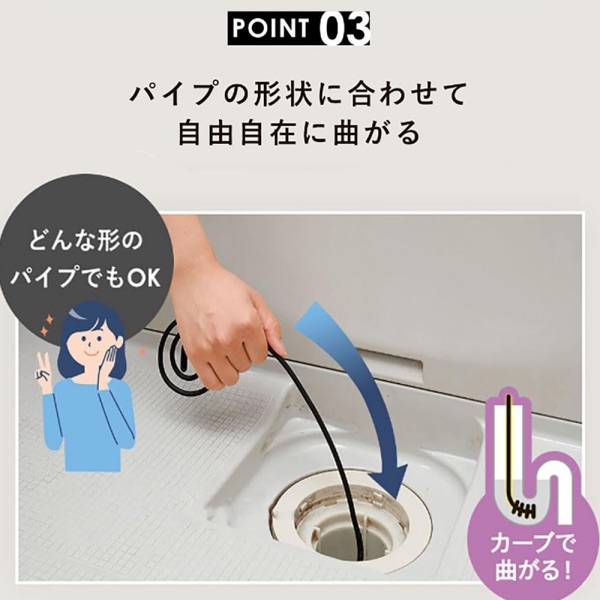 POINT 03
パイプの形状に合わせて
自由自在に曲がる
どんな形の
パイプでもOK
カーブで
曲がる!